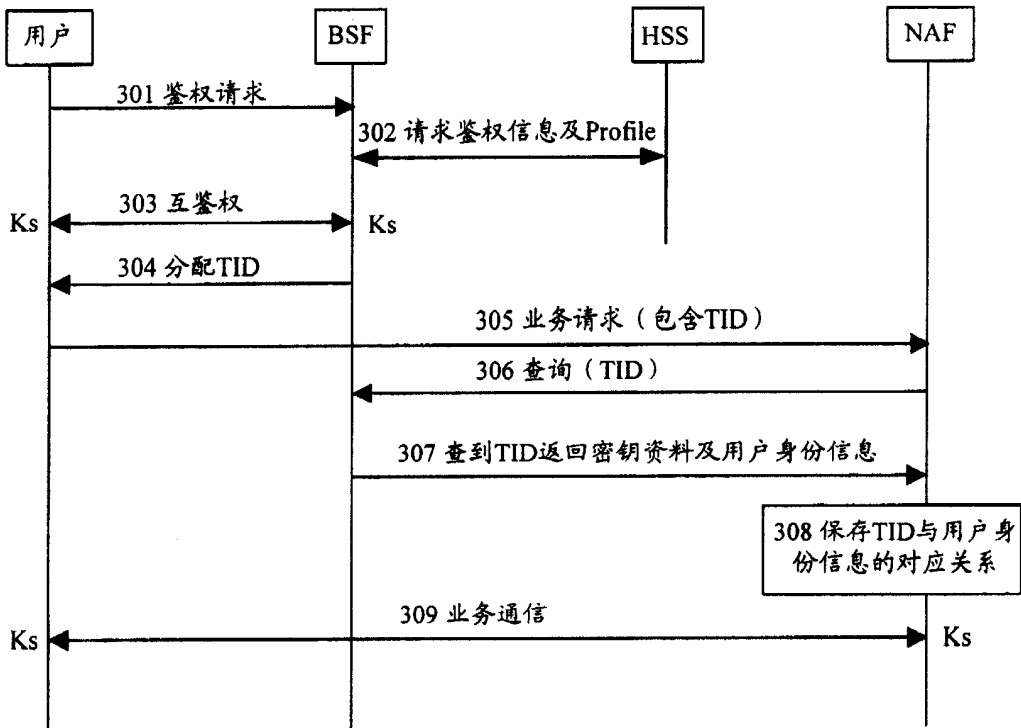 用户
BSF
HSS
NAF
301 鉴权请求
302 请求鉴权信息及Profile
303 互鉴权
Ks
Ks
304 分配TID
305 业务请求（包含TID）
306 查询（TID）
307 查到TID返回密钥资料及用户身份信息
308 保存TID与用户身
份信息的对应关系
309 业务通信
Ks
Ks